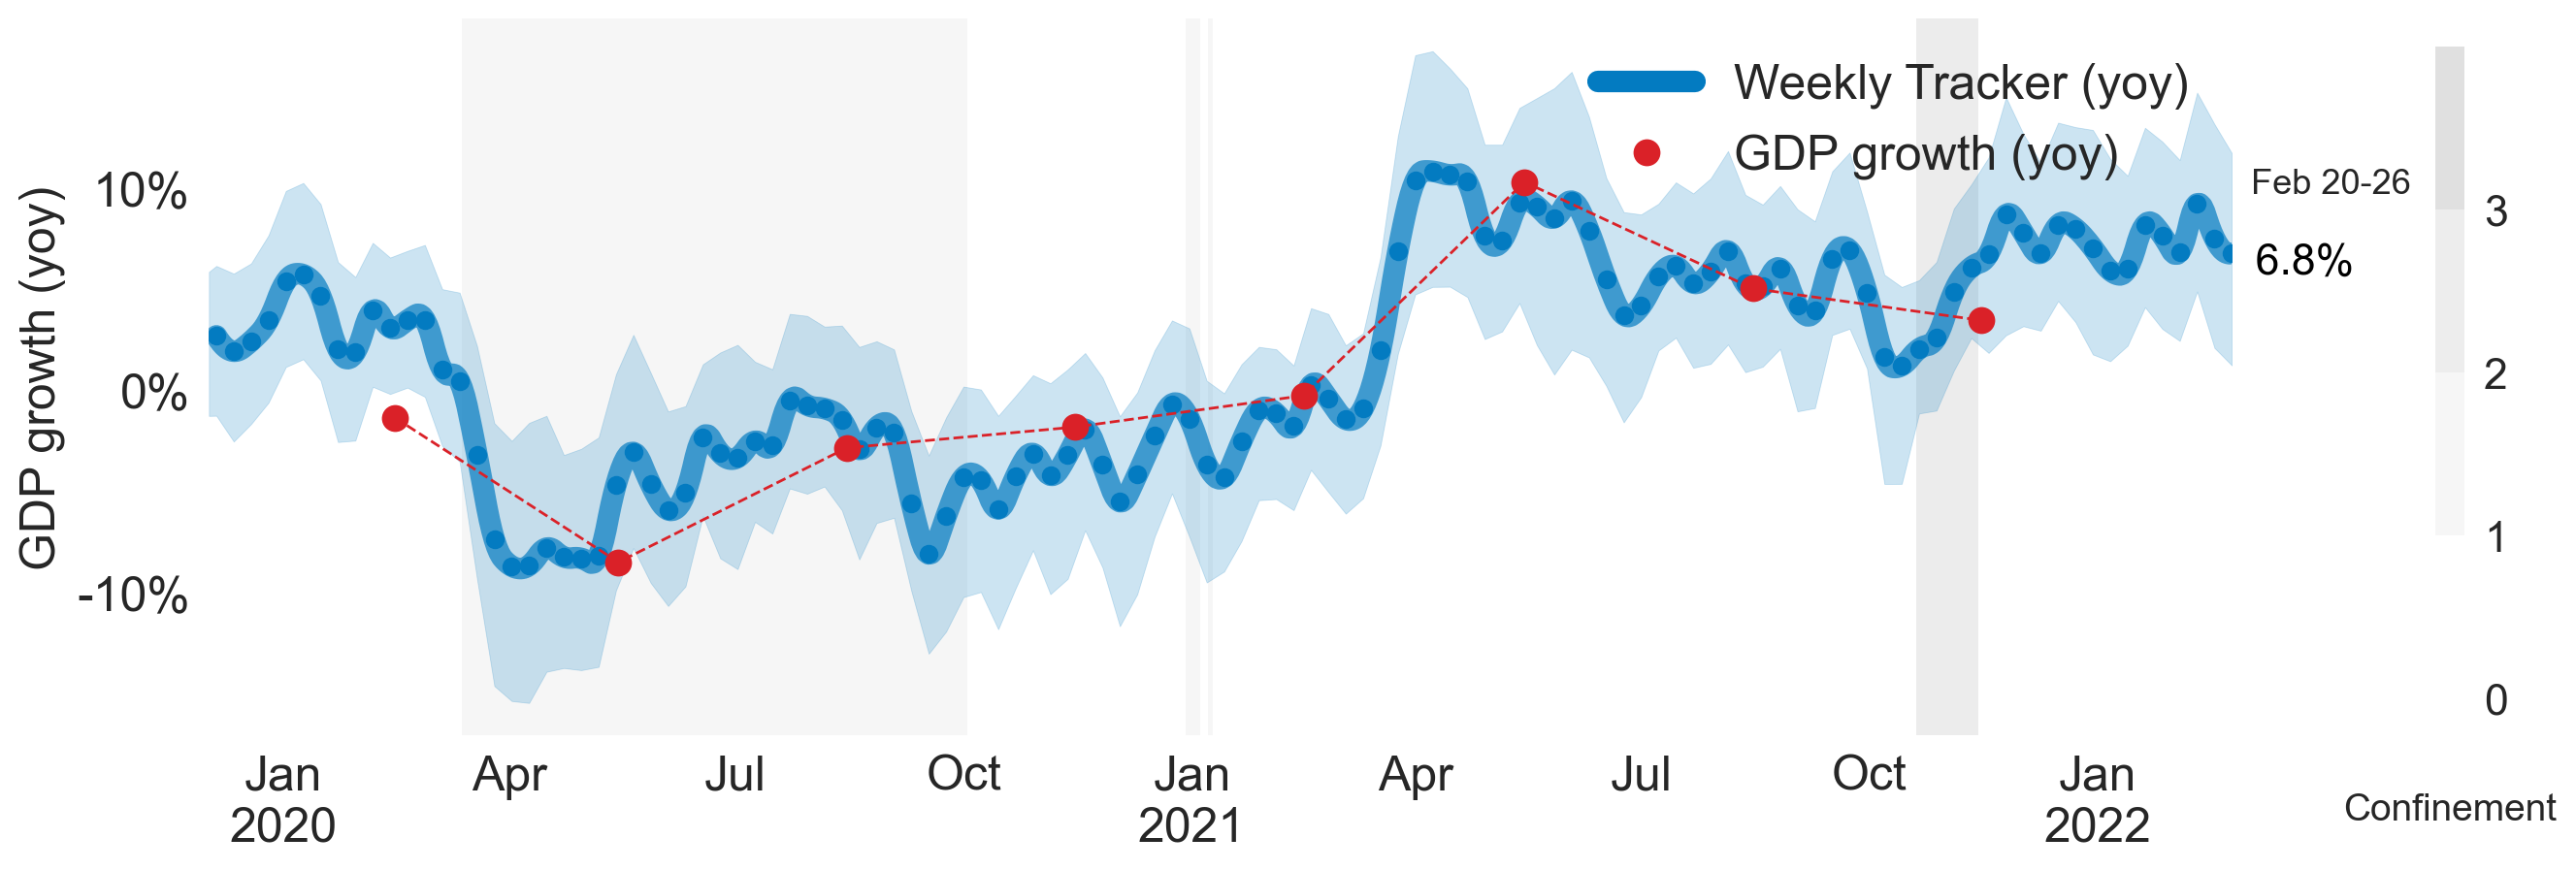 Weekly Tracker (yoy)
GDP growth (yoy)
GDP growth (yoy)
10%
0%
-10%
Feb 20-26
6.8%
3
2
1
0
Jan Apr Jul Oct Jan Apr Jul Oct Jan
2020 2021 2022
Confinement